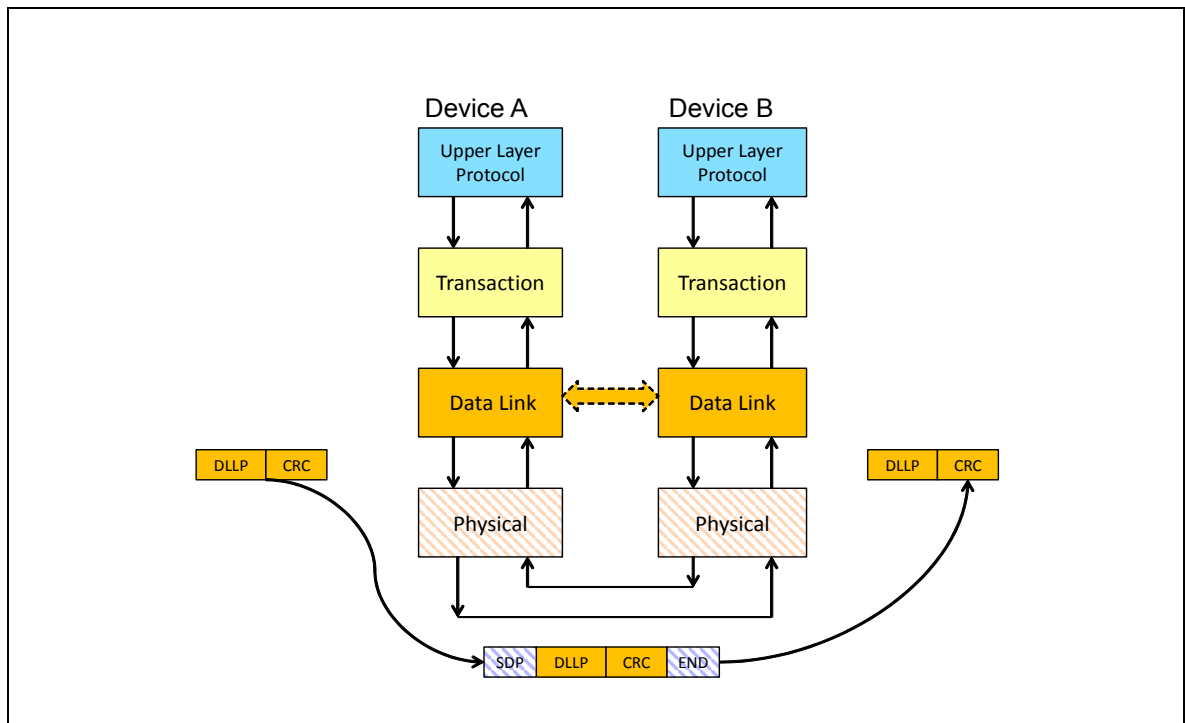 Device A
Device B
Upper Layer
Protocol
Upper Layer
Protocol
Transaction
Transaction
Data Link
Data Link
DLLP
CRC
DLLP
CRC
Physical
Physical
SDP
DLLP
CRC
END